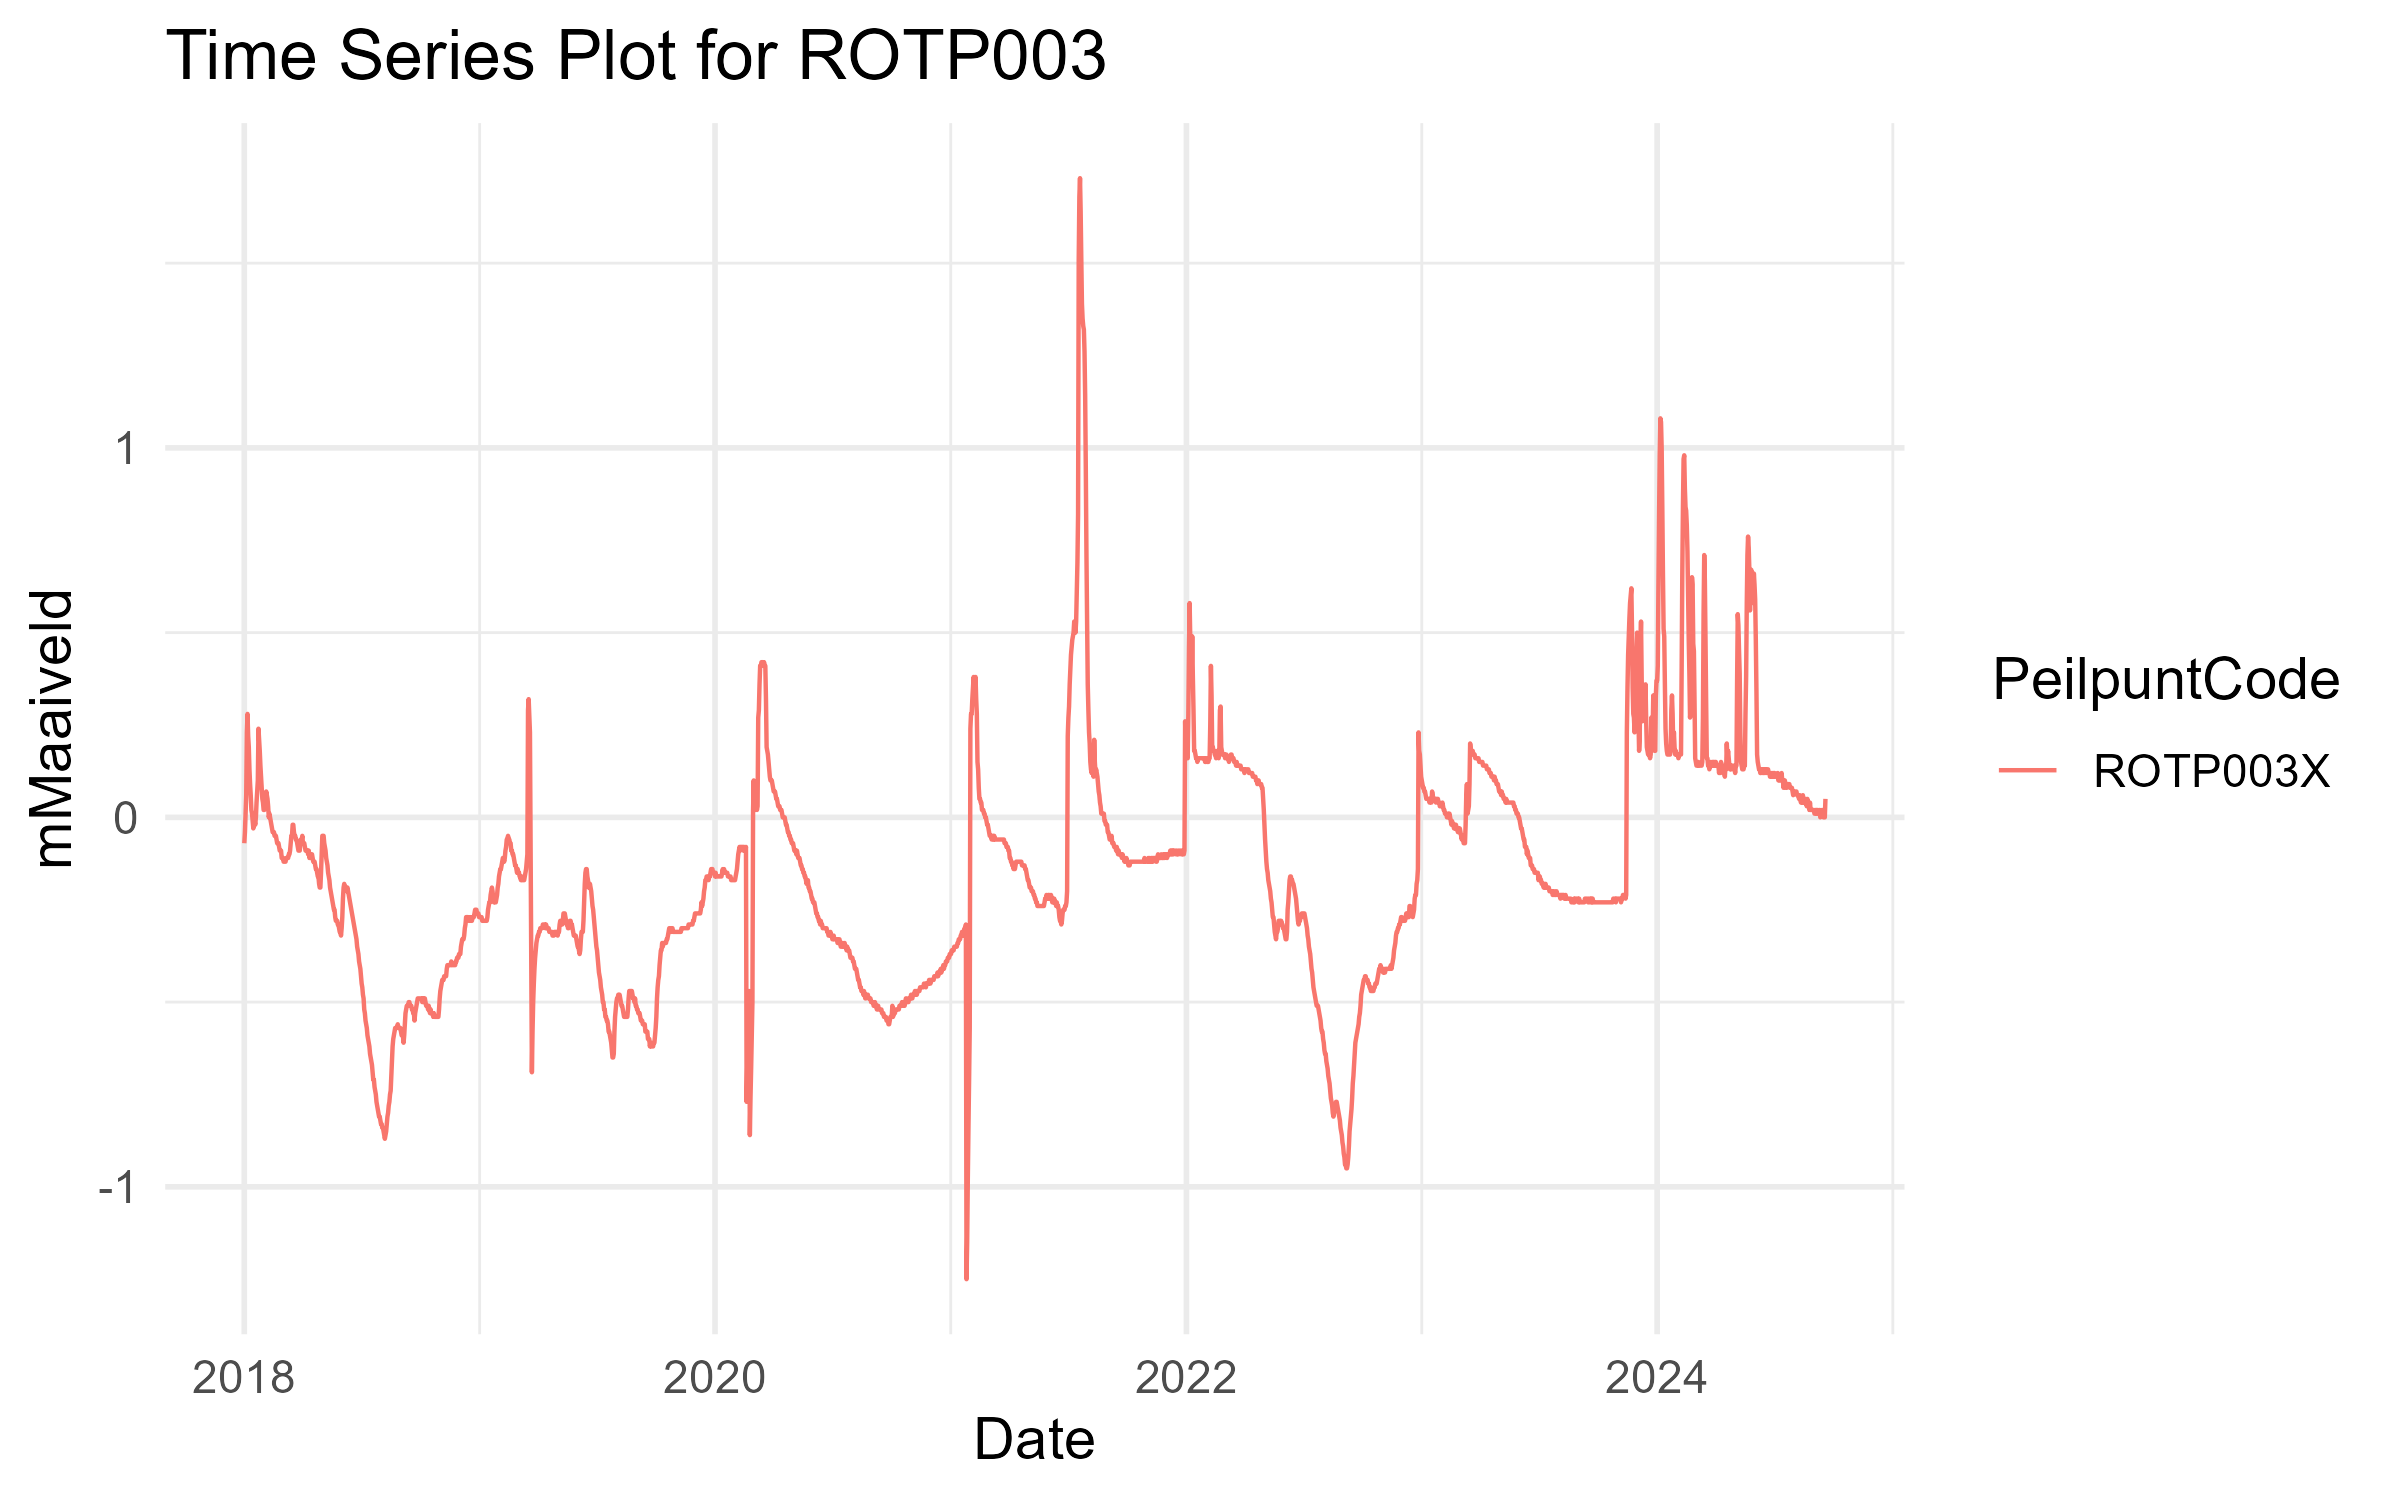 Time Series Plot for ROTP003
mMaaiveld
1
0
-1
2018 2020 2022 2024
Date
PeilpuntCode
ROTP003X